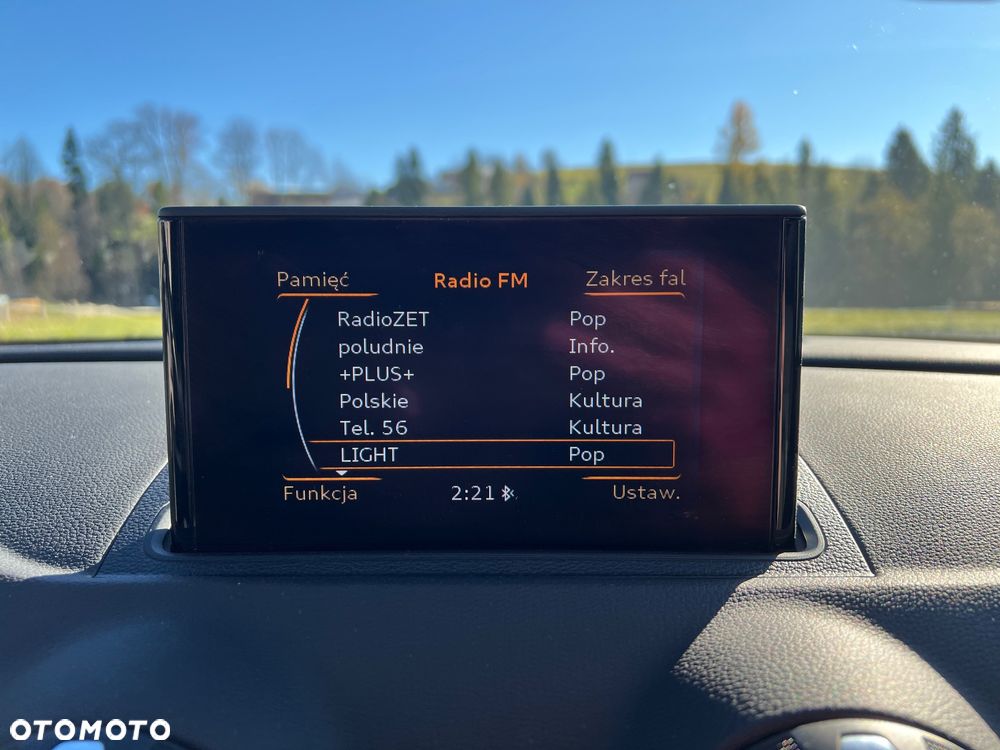 Pamięć Radio FM Zakres fal
RadioZET Pop
poludnie Info.
+PLUS+ Pop
Polskie Kultura
Tel. 56 Kultura
LIGHT Pop
Funkcja 2:21 Ustaw.
OTOMOTO